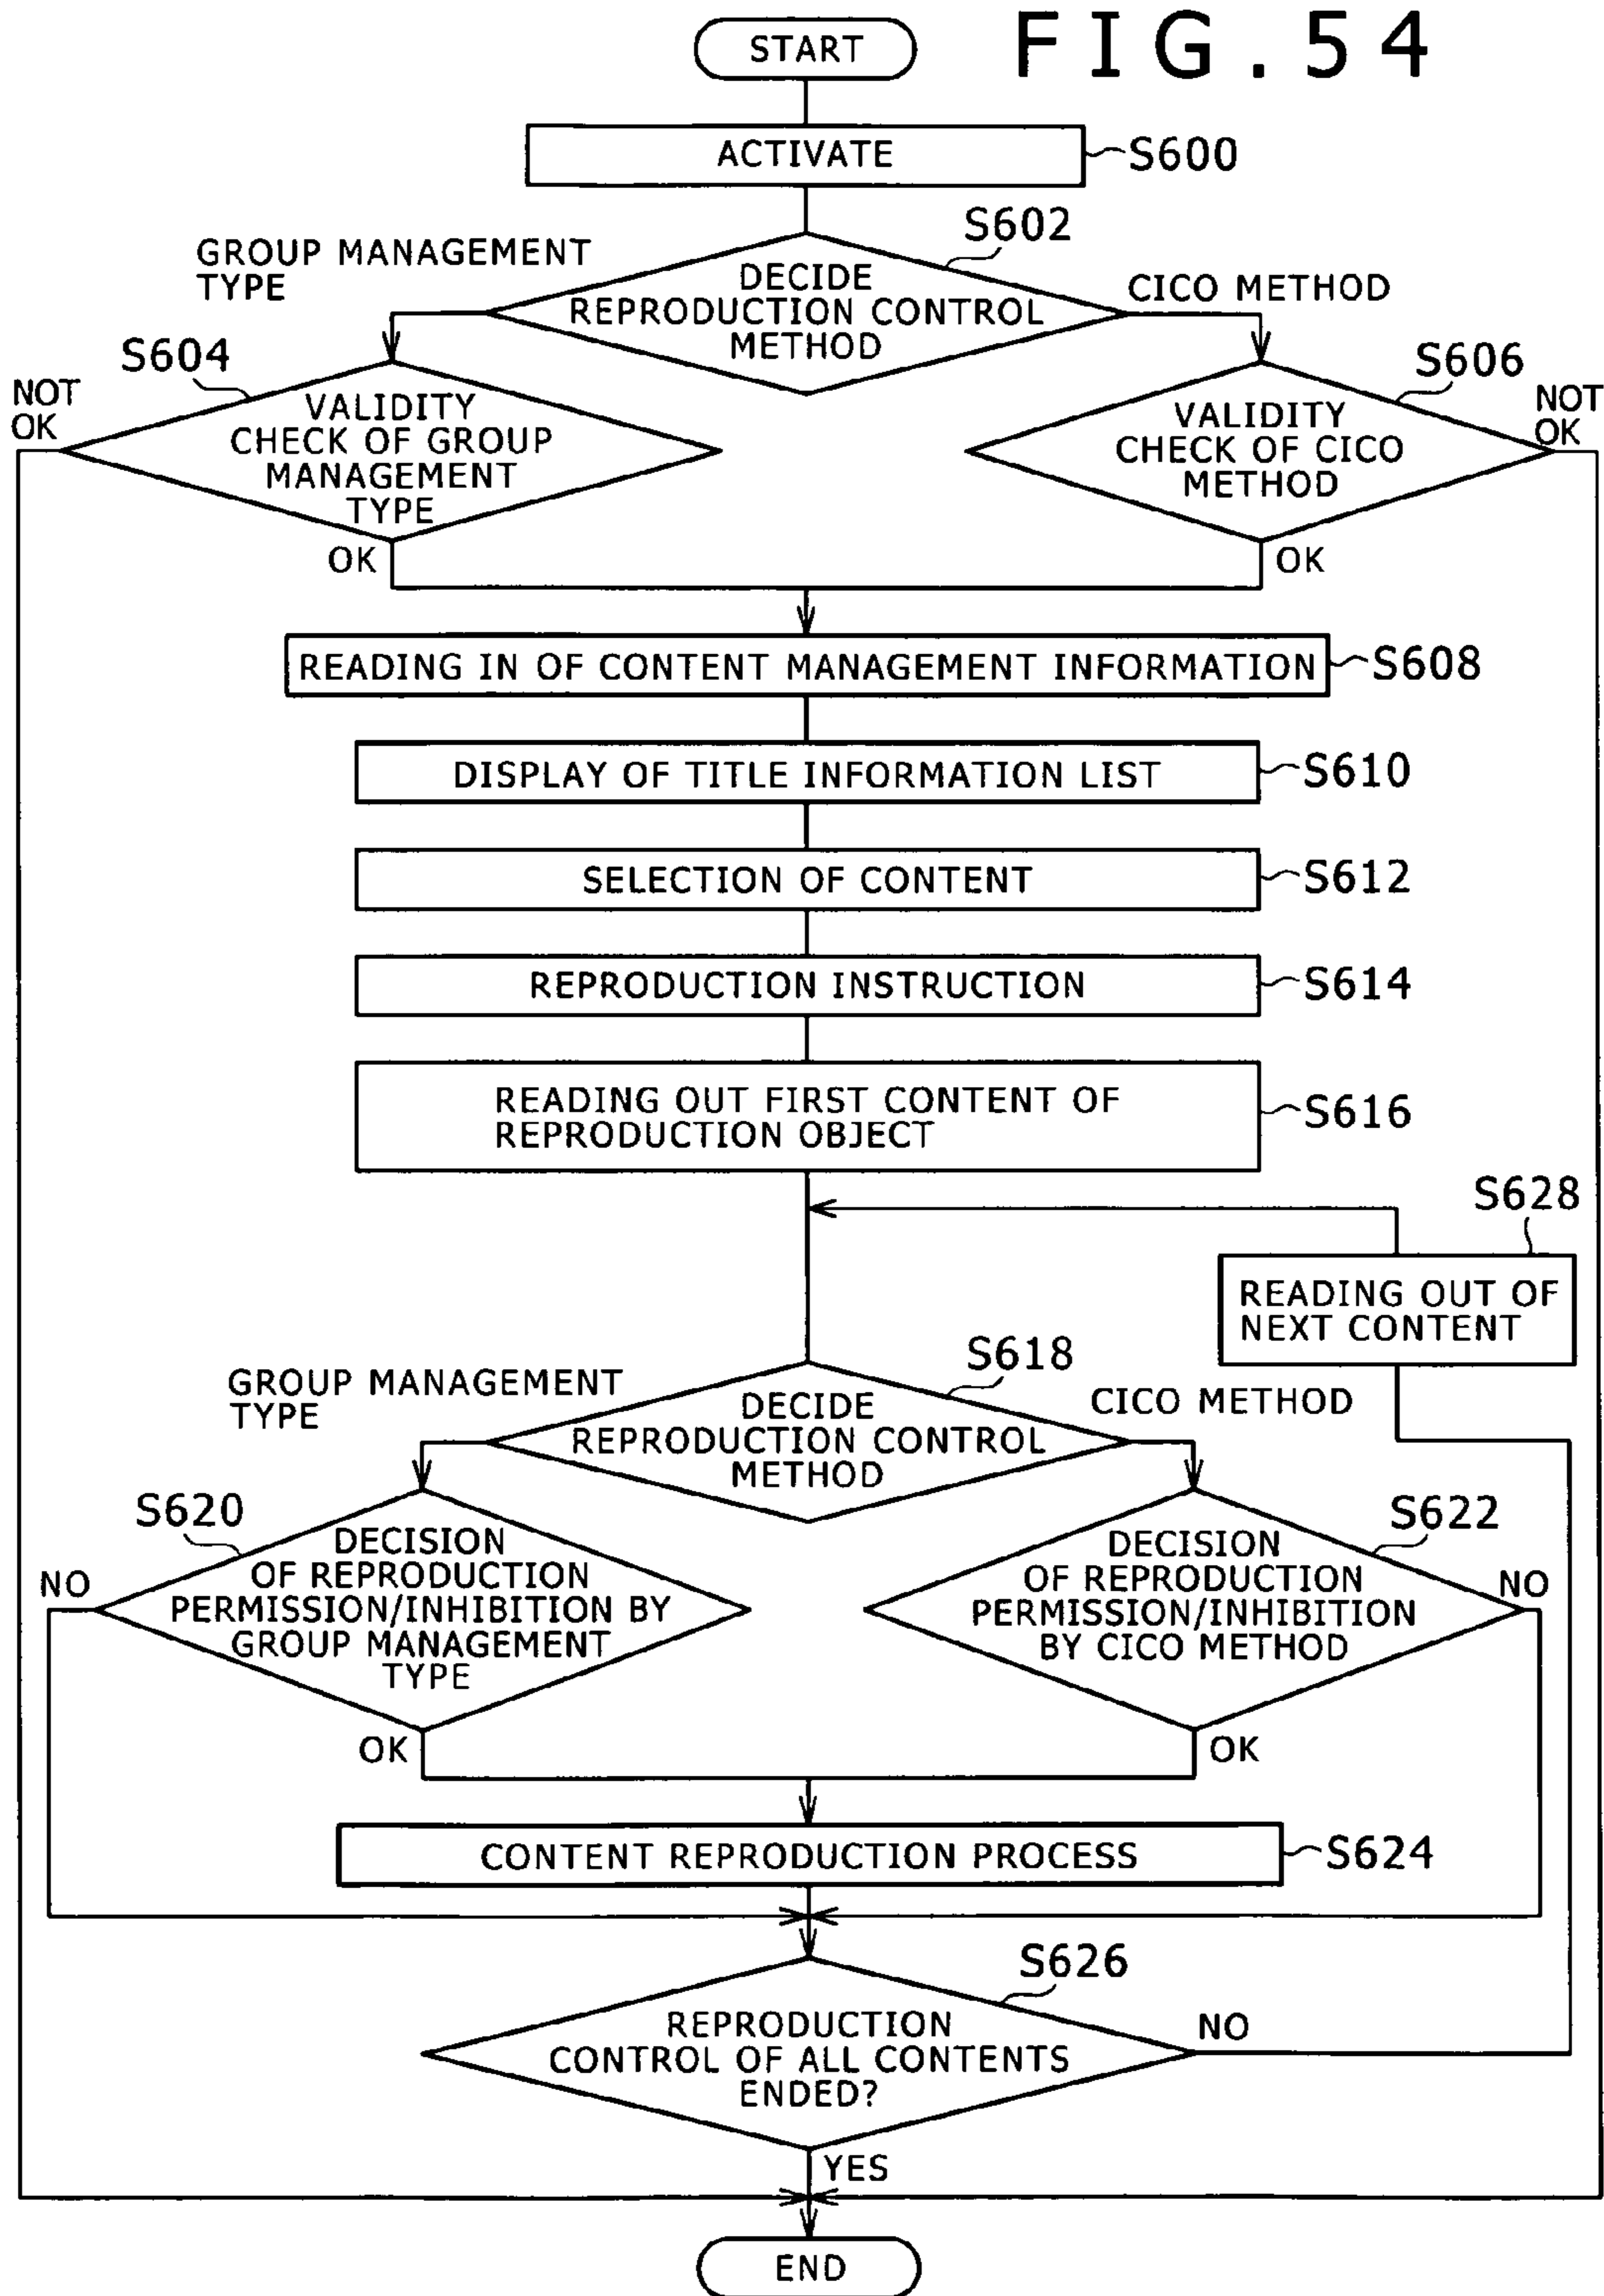 FIG.54
START
ACTIVATE
S600
S602
GROUP MANAGEMENT
TYPE
DECIDE
REPRODUCTION CONTROL
METHOD
CICO METHOD
S604
S606
NOT
OK
VALIDITY
CHECK OF GROUP
MANAGEMENT
TYPE
VALIDITY
CHECK OF CICO
METHOD
NOT
OK
OK
OK
READING IN OF CONTENT MANAGEMENT INFORMATION
S608
DISPLAY OF TITLE INFORMATION LIST
S610
SELECTION OF CONTENT
S612
REPRODUCTION INSTRUCTION
S614
READING OUT FIRST CONTENT OF
REPRODUCTION OBJECT
S616
S628
READING OUT OF
NEXT CONTENT
S618
GROUP MANAGEMENT
TYPE
DECIDE
REPRODUCTION CONTROL
METHOD
CICO METHOD
S620
S622
NO
DECISION
OF REPRODUCTION
PERMISSION/INHIBITION BY
GROUP MANAGEMENT
TYPE
DECISION
OF REPRODUCTION
PERMISSION/INHIBITION
BY CICO METHOD
NO
OK
OK
CONTENT REPRODUCTION PROCESS
S624
S626
REPRODUCTION
CONTROL OF ALL CONTENTS
ENDED?
NO
YES
END